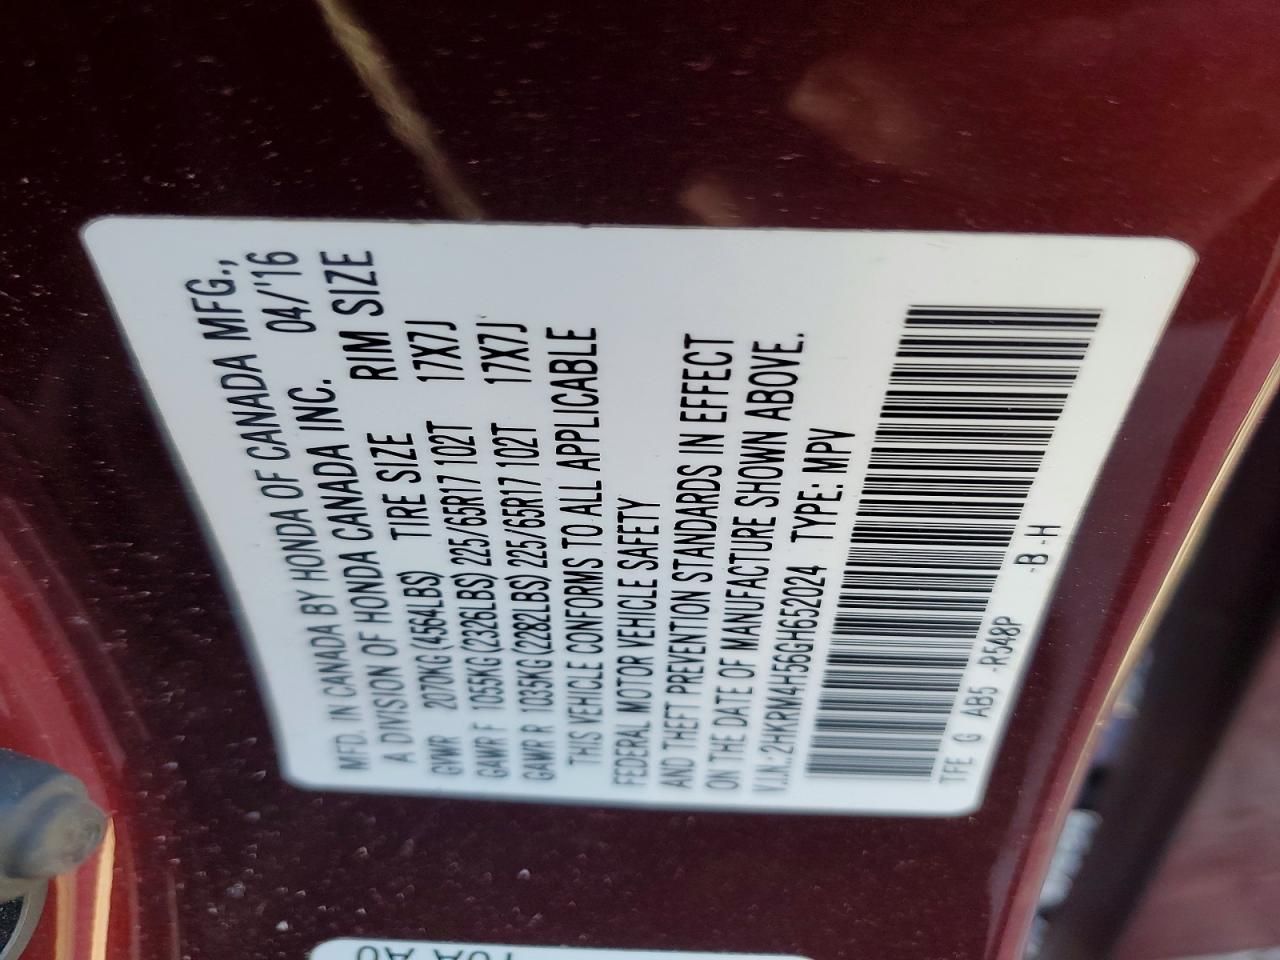 MFD. IN CANADA BY HONDA OF CANADA MFG.,
A DIVISION OF HONDA CANADA INC. 04/'16
GVWR 2070KG(4564LBS) TIRE SIZE RIM SIZE
GAWR F 1055KG(2326LBS) 225/65R17 102T 17X7J
GAWR R 1035KG(2282LBS) 225/65R17 102T 17X7J
THIS VEHICLE CONFORMS TO ALL APPLICABLE
FEDERAL MOTOR VEHICLE SAFETY
AND THEFT PREVENTION STANDARDS IN EFFECT
ON THE DATE OF MANUFACTURE SHOWN ABOVE.
V.I.N.:2HKRM4H56GH652024 TYPE: MPV
TFE G AB5 -R548P -B -H